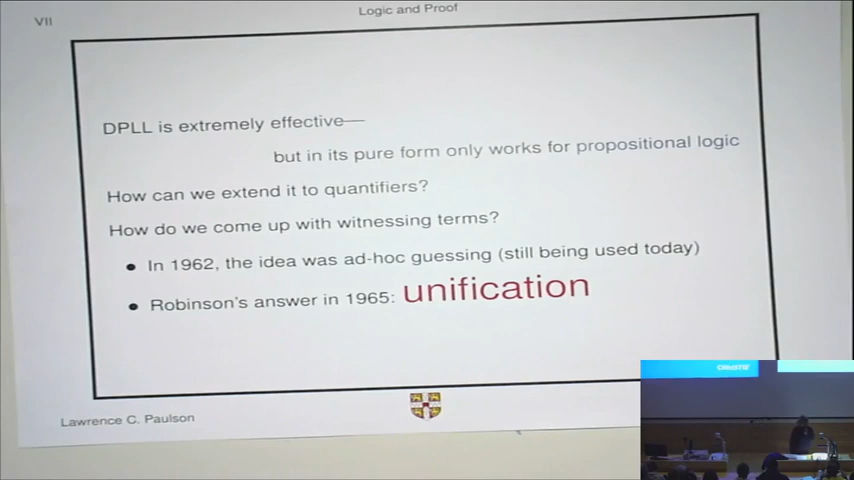 VII
Logic and Proof
DPLL is extremely effective—
but in its pure form only works for propositional logic
How can we extend it to quantifiers?
How do we come up with witnessing terms?
• In 1962, the idea was ad-hoc guessing (still being used today)
• Robinson's answer in 1965: unification
Lawrence C. Paulson
CHRISTIE